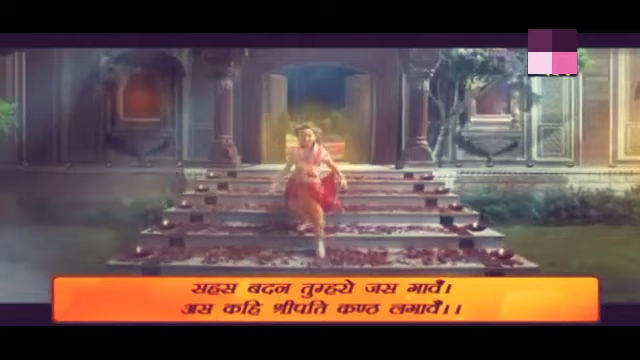 सहस बदन तुम्हरो जस गावैं।
अस कहि श्रीपति कण्ठ लगावैं।।